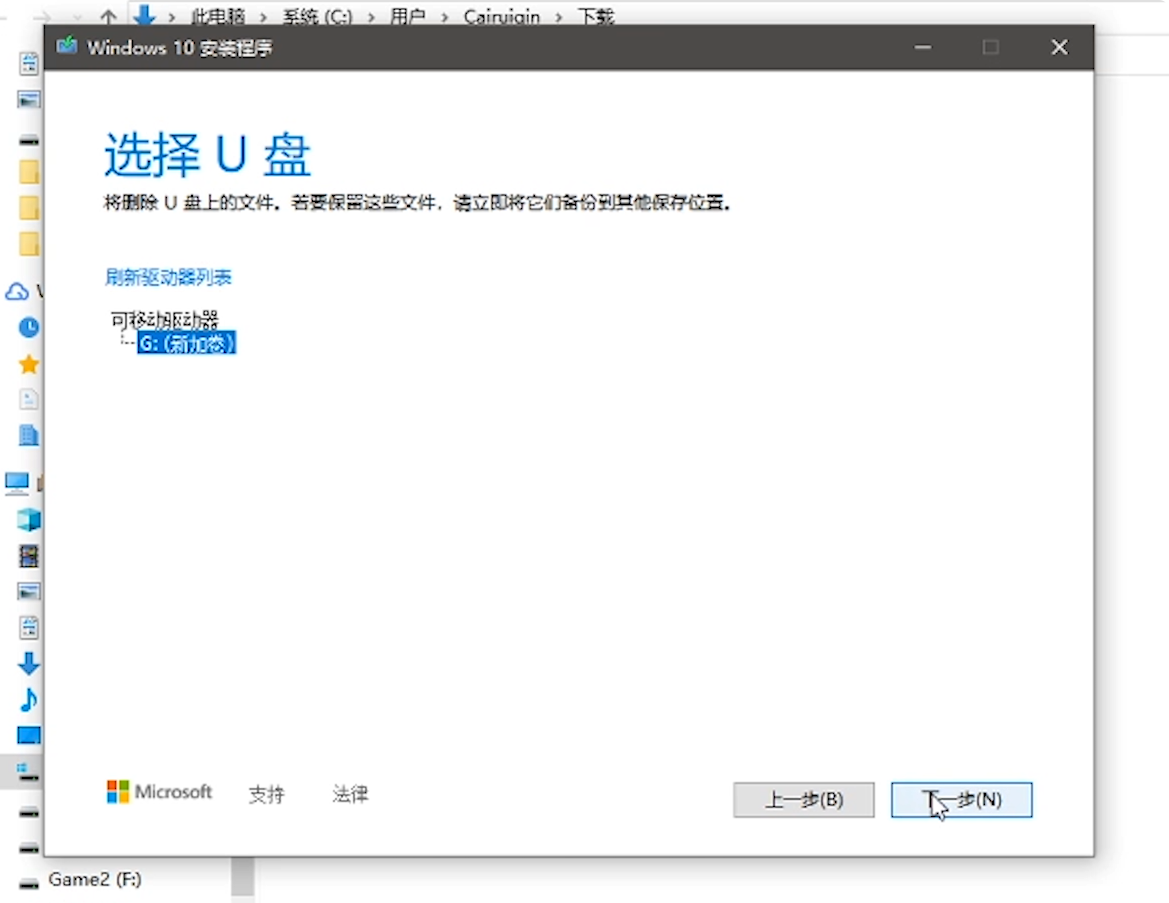 此电脑 > 系统 (C:) > 用户 > Cairuiqin > 下载
Windows 10 安装程序
选择 U 盘
将删除 U 盘上的文件。若要保留这些文件，请立即将它们备份到其他保存位置。
刷新驱动器列表
可移动驱动器
G: (新加卷)
Microsoft 支持 法律 上一步(B) 下一步(N)
Game2 (F:)